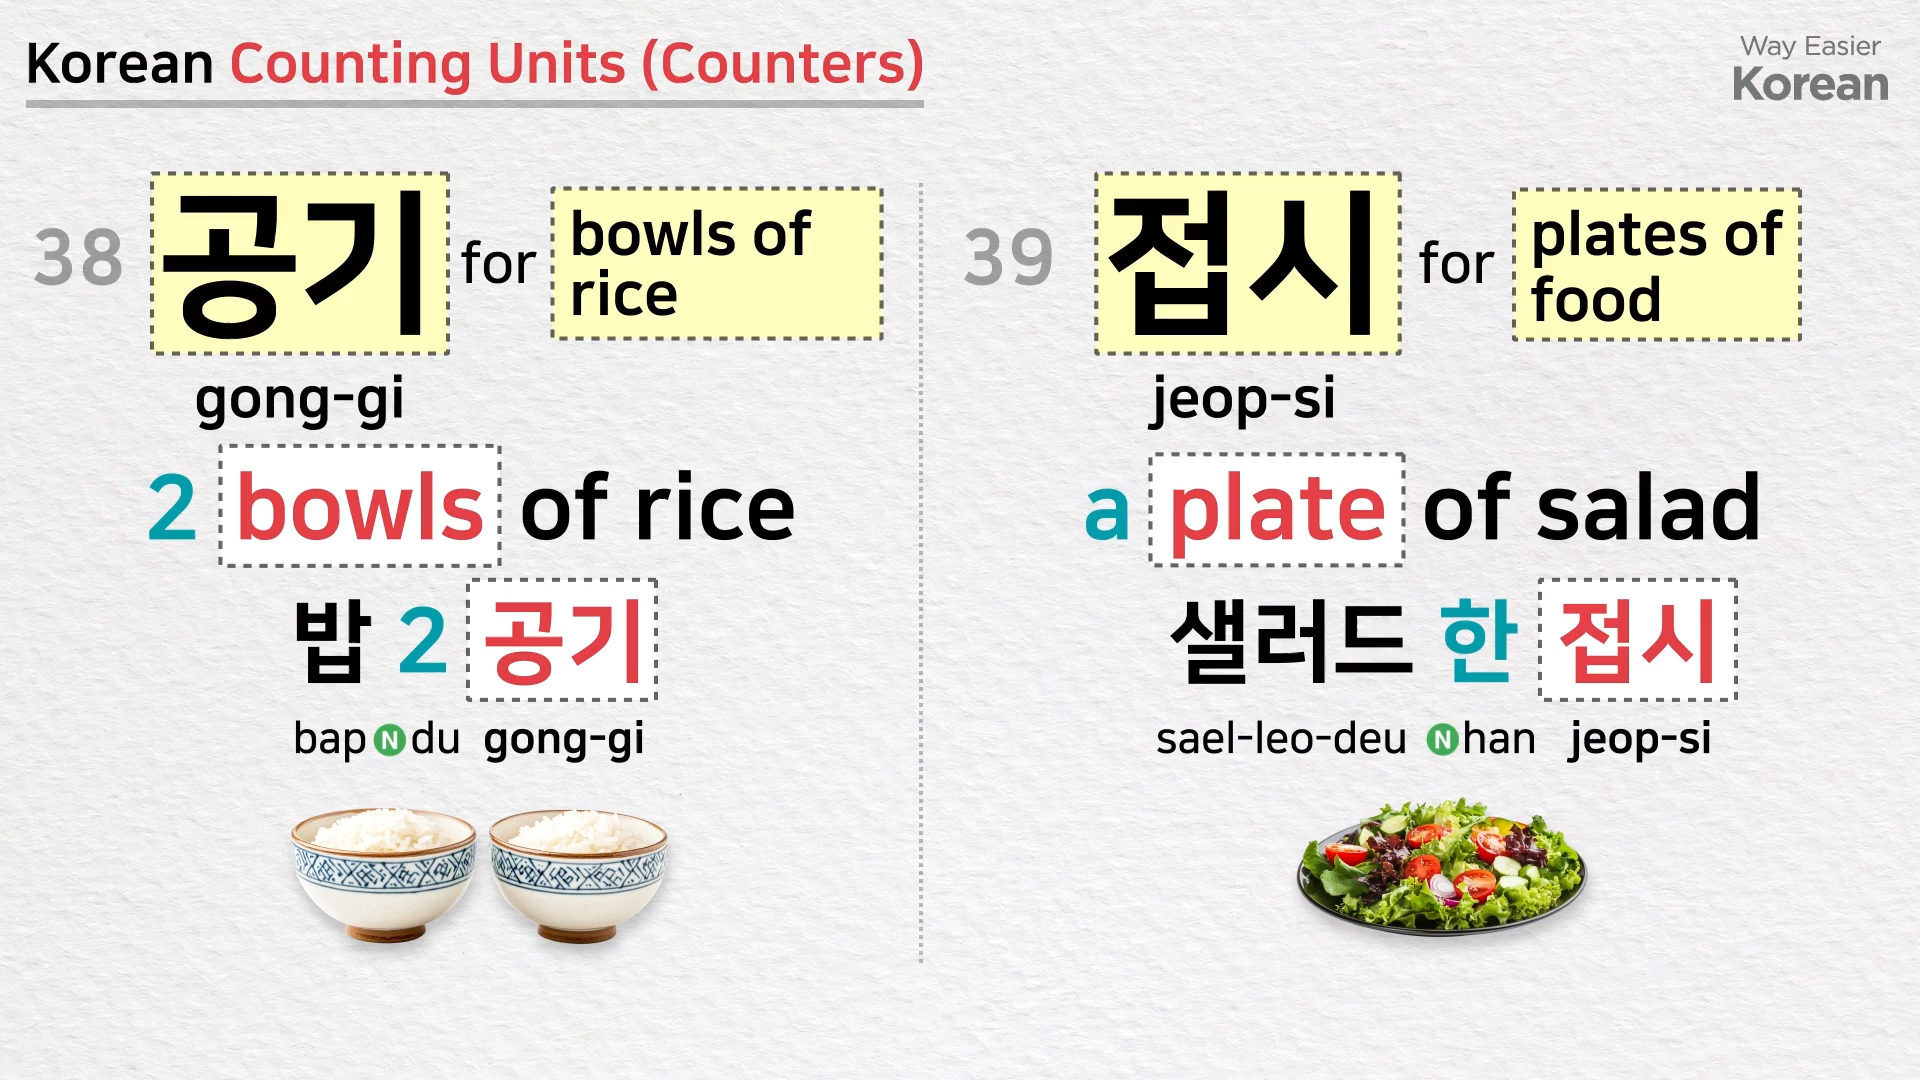 Korean Counting Units (Counters)
Way Easier
Korean
38 공기 for bowls of rice
gong-gi
2 bowls of rice
밥 2 공기
bap N du gong-gi
39 접시 for plates of food
jeop-si
a plate of salad
샐러드 한 접시
sael-leo-deu N han jeop-si